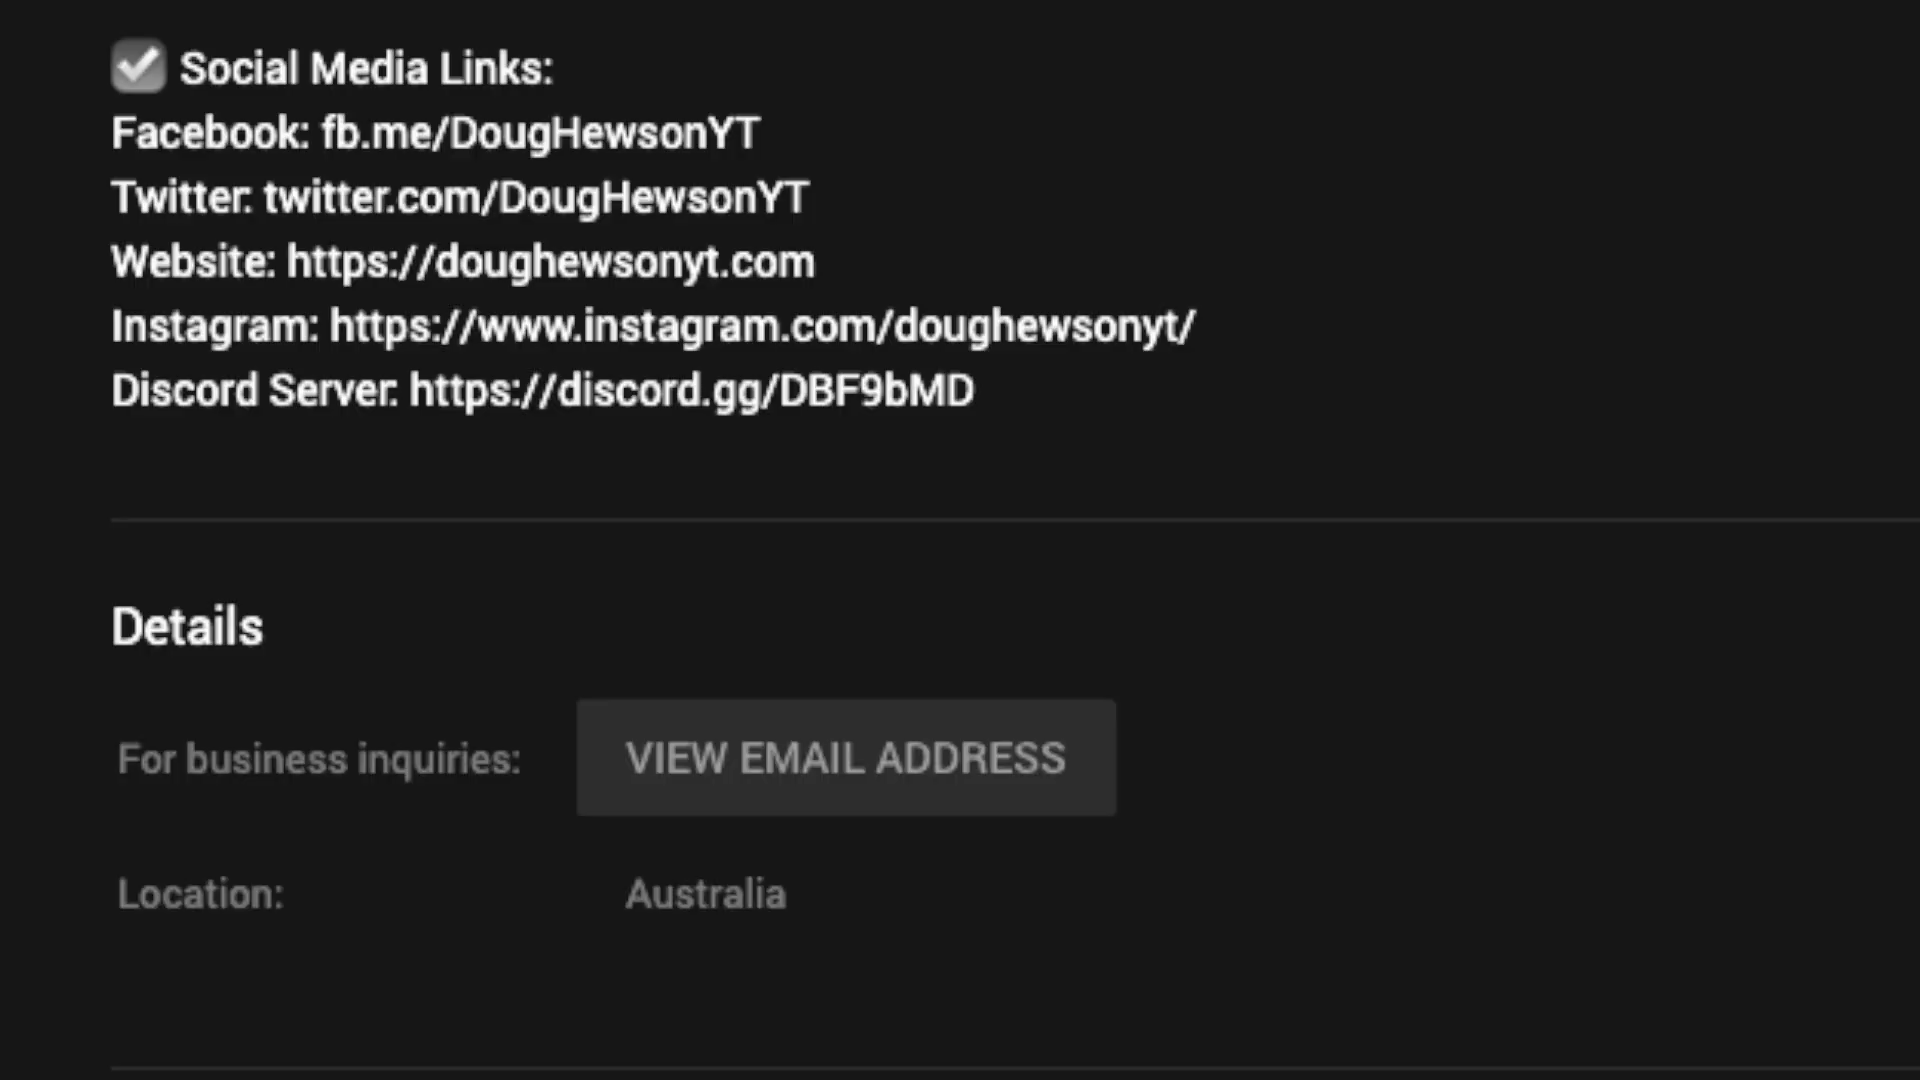 Social Media Links:
Facebook: fb.me/DougHewsonYT
Twitter: twitter.com/DougHewsonYT
Website: https://doughewsonyt.com
Instagram: https://www.instagram.com/doughewsonyt/
Discord Server: https://discord.gg/DBF9bMD
Details
For business inquiries: VIEW EMAIL ADDRESS
Location: Australia